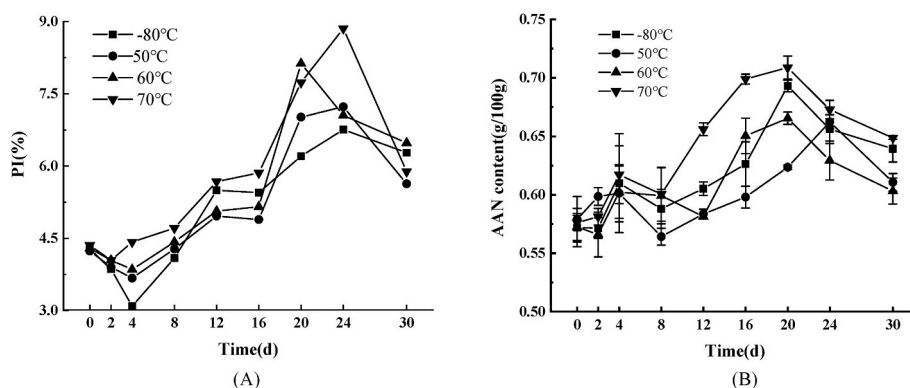 9.0
7.5
6.0
4.5
3.0
PI(%)
-80℃
50℃
60℃
70℃
0 2 4 8 12 16 20 24 30
Time(d)
(A)
0.75
0.70
0.65
0.60
0.55
0.50
AAN content(g/100g)
-80℃
50℃
60℃
70℃
0 2 4 8 12 16 20 24 30
Time(d)
(B)